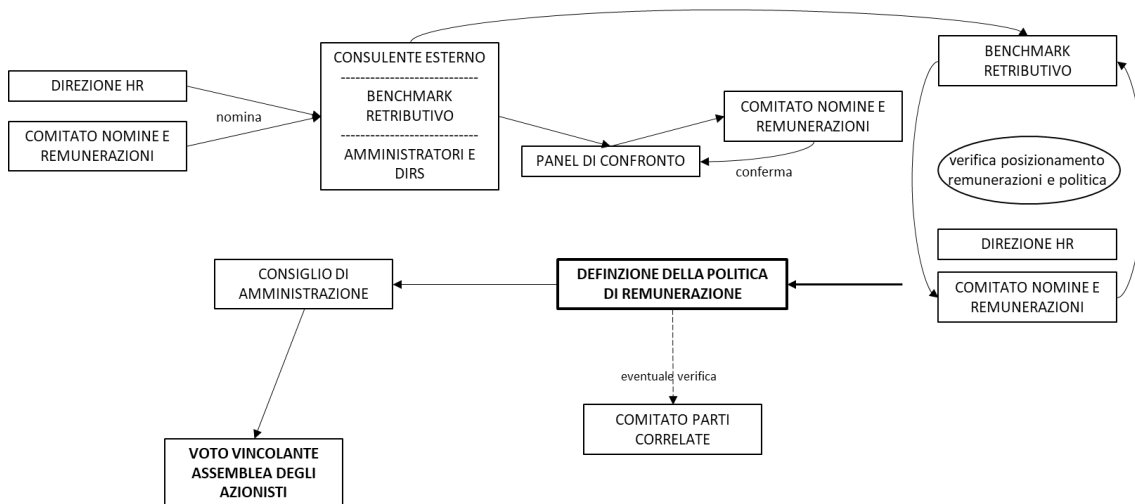 DIREZIONE HR
COMITATO NOMINE E
REMUNERAZIONI
nomina
CONSULENTE ESTERNO
-----------------------------
BENCHMARK
RETRIBUTIVO
-----------------------------
AMMINISTRATORI E
DIRS
PANEL DI CONFRONTO
COMITATO NOMINE E
REMUNERAZIONI
conferma
BENCHMARK
RETRIBUTIVO
verifica posizionamento
remunerazioni e politica
DIREZIONE HR
COMITATO NOMINE E
REMUNERAZIONI
DEFINZIONE DELLA POLITICA
DI REMUNERAZIONE
CONSIGLIO DI
AMMINISTRAZIONE
eventuale verifica
COMITATO PARTI
CORRELATE
VOTO VINCOLANTE
ASSEMBLEA DEGLI
AZIONISTI